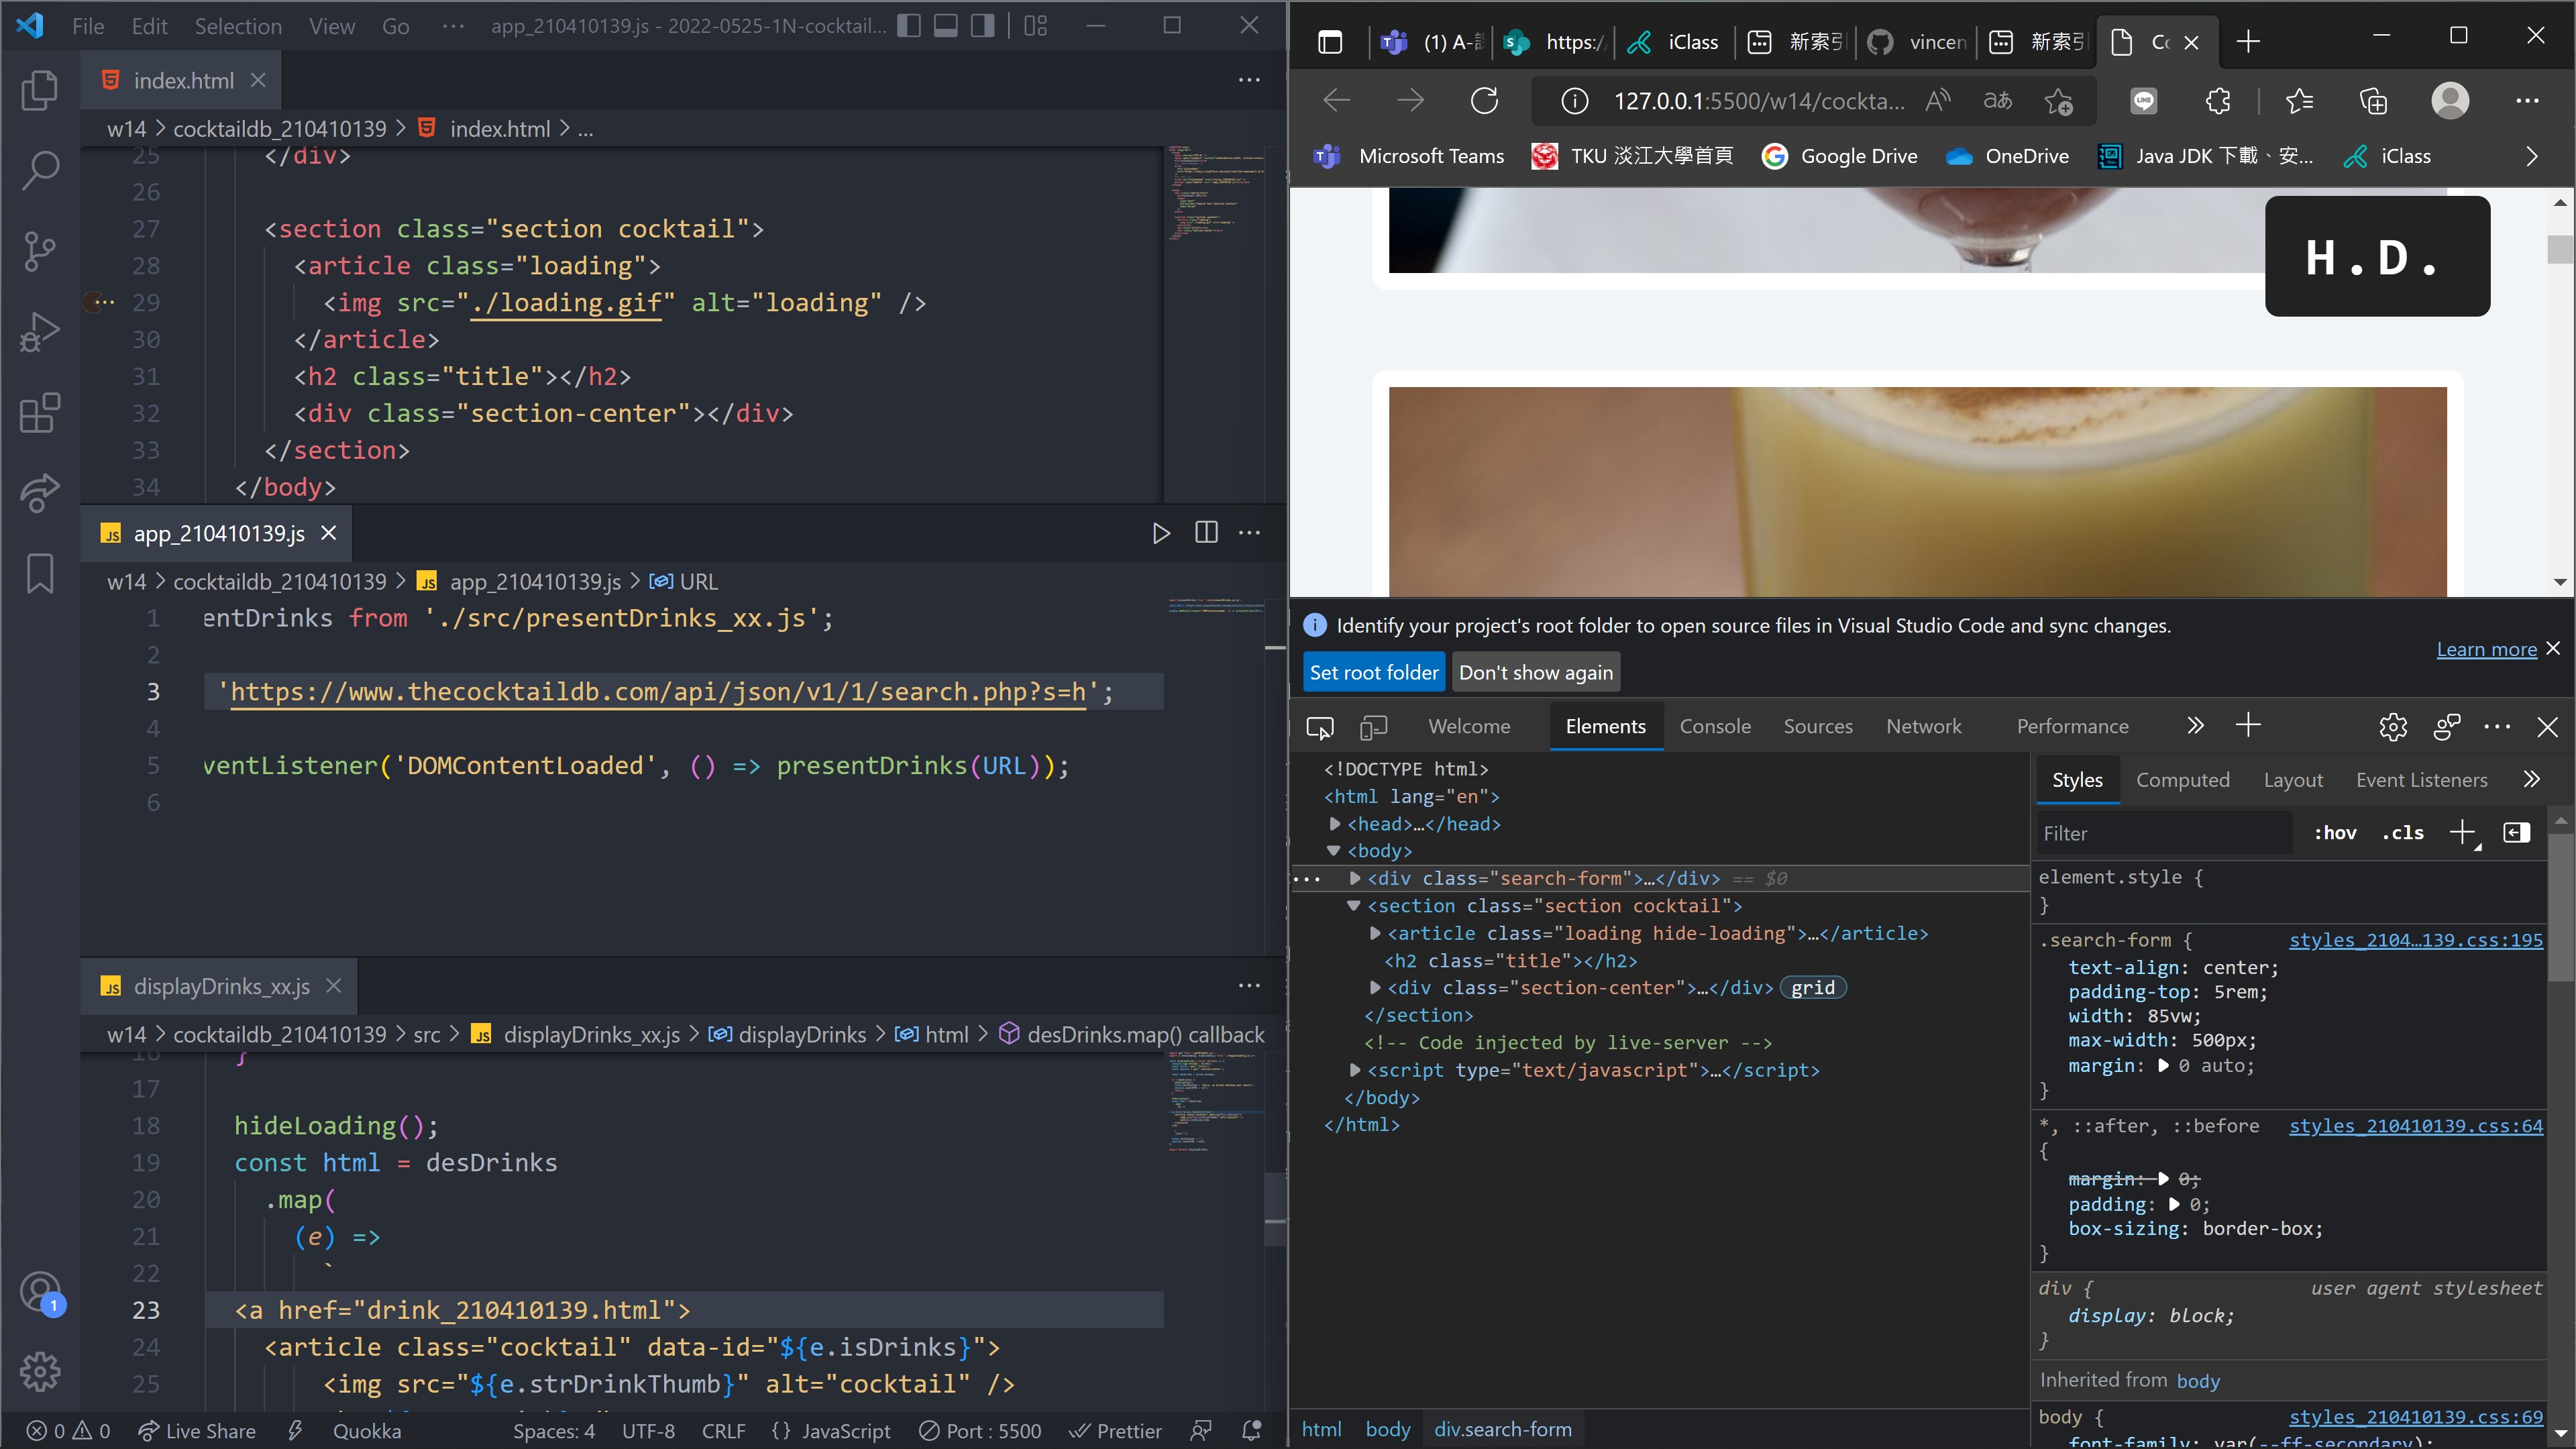 File Edit Selection View Go ··· app_210410139.js - 2022-0525-1N-cocktail...
index.html
w14 > cocktaildb_210410139 > index.html > ...
25 </div>
26
27 <section class="section cocktail">
28 <article class="loading">
29 <img src="./loading.gif" alt="loading" />
30 </article>
31 <h2 class="title"></h2>
32 <div class="section-center"></div>
33 </section>
34 </body>
JS app_210410139.js
w14 > cocktaildb_210410139 > JS app_210410139.js > URL
1 entDrinks from './src/presentDrinks_xx.js';
2
3 'https://www.thecocktaildb.com/api/json/v1/1/search.php?s=h';
4
5 ventListener('DOMContentLoaded', () => presentDrinks(URL));
6
JS displayDrinks_xx.js
w14 > cocktaildb_210410139 > src > JS displayDrinks_xx.js > displayDrinks > html > desDrinks.map() callback
16 }
17
18 hideLoading();
19 const html = desDrinks
20 .map(
21 (e) =>
22 `
23 <a href="drink_210410139.html">
24 <article class="cocktail" data-id="${e.isDrinks}">
25 <img src="${e.strDrinkThumb}" alt="cocktail" />
1
0 0 Live Share Quokka Spaces: 4 UTF-8 CRLF {} JavaScript Port : 5500 Prettier
(1) A- https:/ iClass 新索引 vincen 新索引 Co
127.0.0.1:5500/w14/cockta...
Microsoft Teams TKU 淡江大學首頁 Google Drive OneDrive Java JDK 下載、安... iClass
H.D.
Identify your project's root folder to open source files in Visual Studio Code and sync changes.
Learn more
Set root folder Don't show again
Welcome Elements Console Sources Network Performance
<!DOCTYPE html>
<html lang="en">
<head>…</head>
<body>
<div class="search-form">…</div> == $0
<section class="section cocktail">
<article class="loading hide-loading">…</article>
<h2 class="title"></h2>
<div class="section-center">…</div> grid
</section>
<!-- Code injected by live-server -->
<script type="text/javascript">…</script>
</body>
</html>
html body div.search-form
Styles Computed Layout Event Listeners
Filter :hov .cls
element.style {
}
.search-form { styles_2104…139.css:195
text-align: center;
padding-top: 5rem;
width: 85vw;
max-width: 500px;
margin: 0 auto;
}
*, ::after, ::before styles_210410139.css:64
{
margin: 0;
padding: 0;
box-sizing: border-box;
}
div { user agent stylesheet
display: block;
}
Inherited from body
body { styles_210410139.css:69
font-family: var(--ff-secondary);